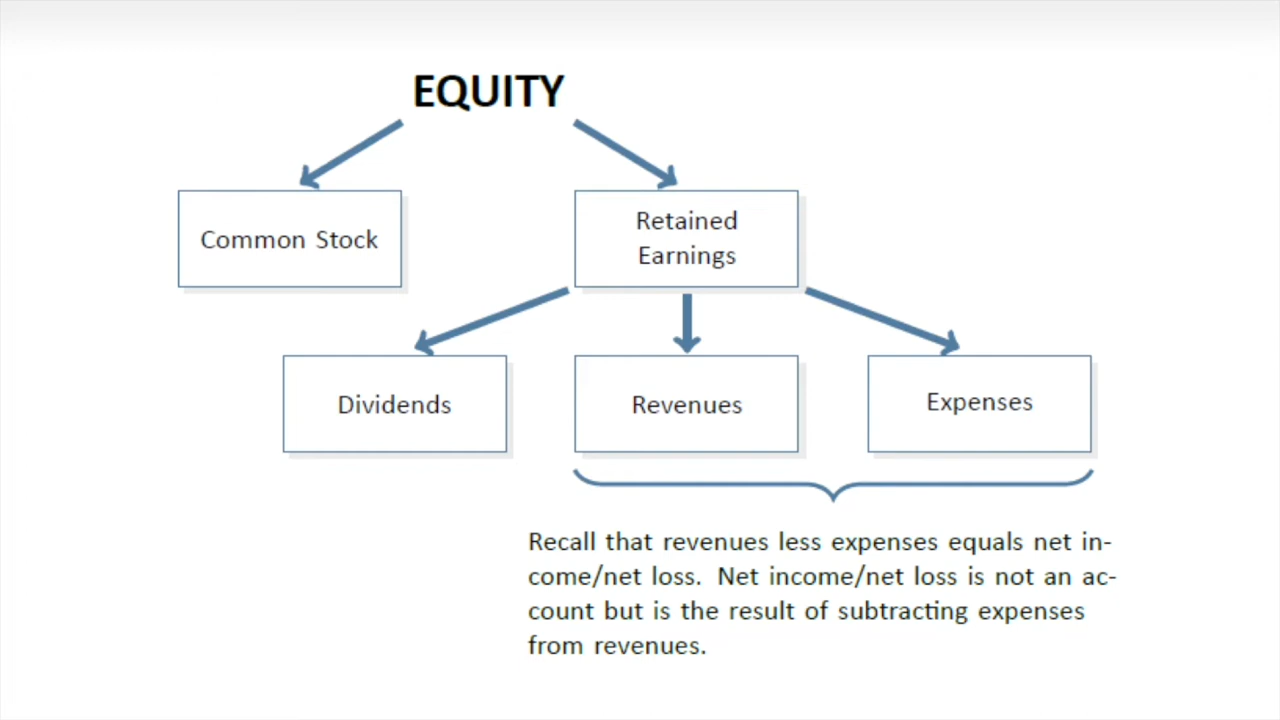 EQUITY
Common Stock
Retained
Earnings
Dividends
Revenues
Expenses
Recall that revenues less expenses equals net in-
come/net loss. Net income/net loss is not an ac-
count but is the result of subtracting expenses
from revenues.